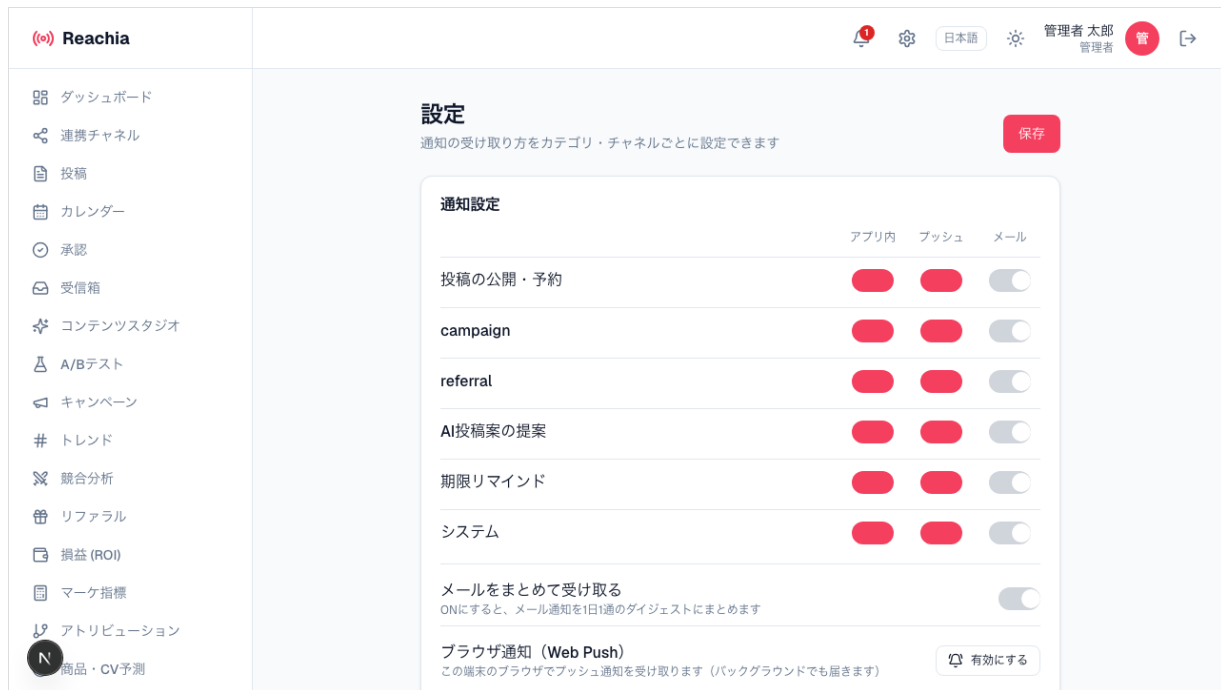 Reachia
1
日本語
管理者 太郎
管理者
管
ダッシュボード
連携チャネル
投稿
カレンダー
承認
受信箱
コンテンツスタジオ
A/Bテスト
キャンペーン
トレンド
競合分析
リファラル
損益 (ROI)
マーケ指標
アトリビューション
商品・CV予測
N
設定
通知の受け取り方をカテゴリ・チャネルごとに設定できます
保存
通知設定
アプリ内 プッシュ メール
投稿の公開・予約
campaign
referral
AI投稿案の提案
期限リマインド
システム
メールをまとめて受け取る
ONにすると、メール通知を1日1通のダイジェストにまとめます
ブラウザ通知（Web Push）
この端末のブラウザでプッシュ通知を受け取ります（バックグラウンドでも届きます）
有効にする